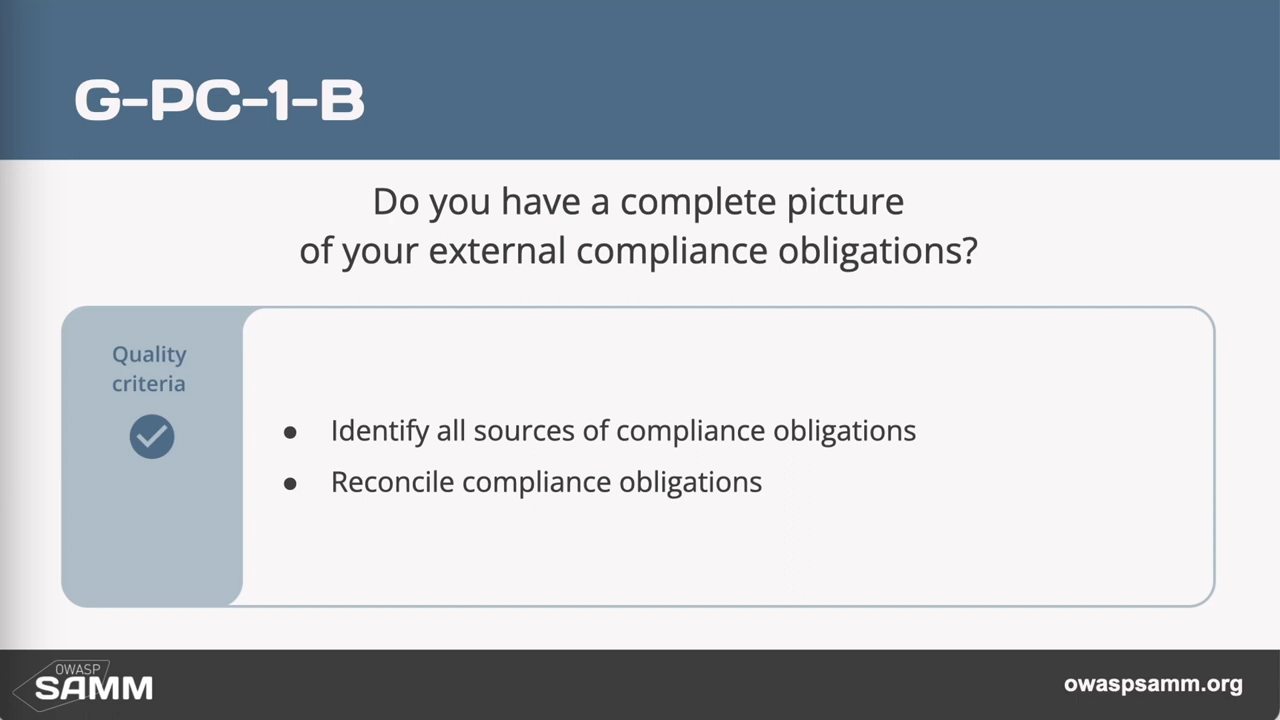 G-PC-1-B
Do you have a complete picture
of your external compliance obligations?
Quality
criteria
● Identify all sources of compliance obligations
● Reconcile compliance obligations
OWASP
SAMM
owaspsamm.org